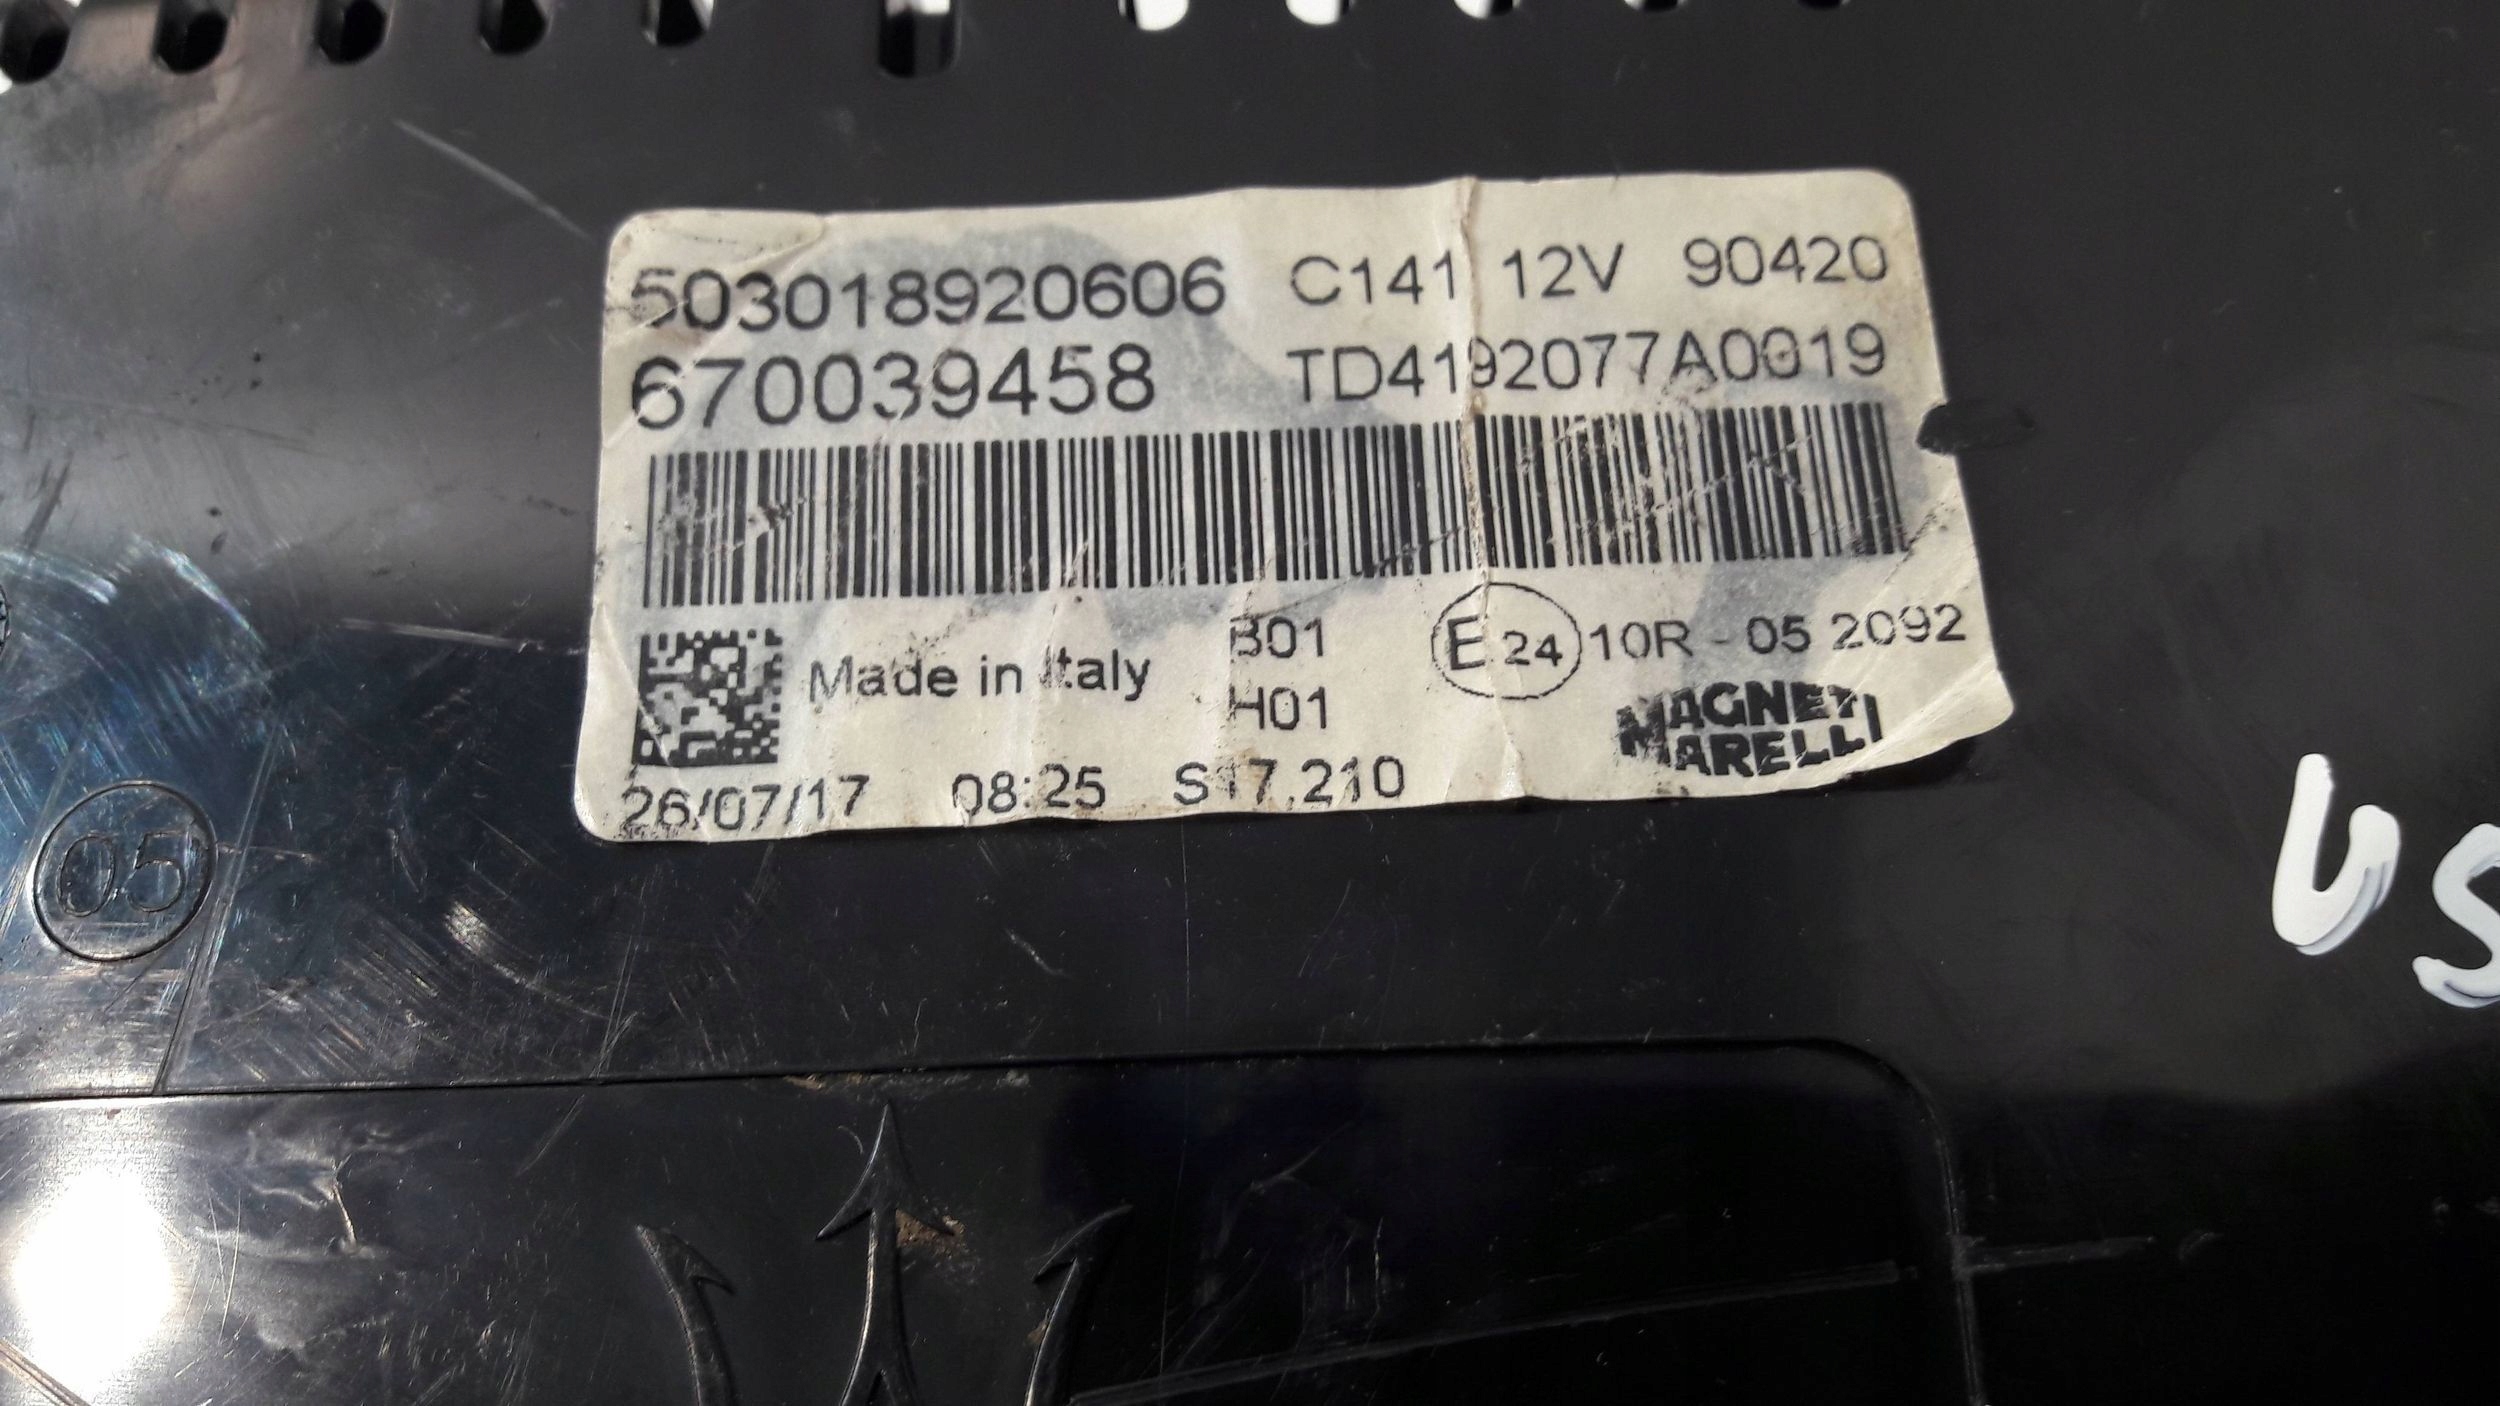 503018920606 C141 12V 90420
670039458 TD4192077A0019
Made in Italy
B01
H01
E 24 10R - 05 2092
MAGNETI
MARELLI
26/07/17 08:25 S17.210
05
US